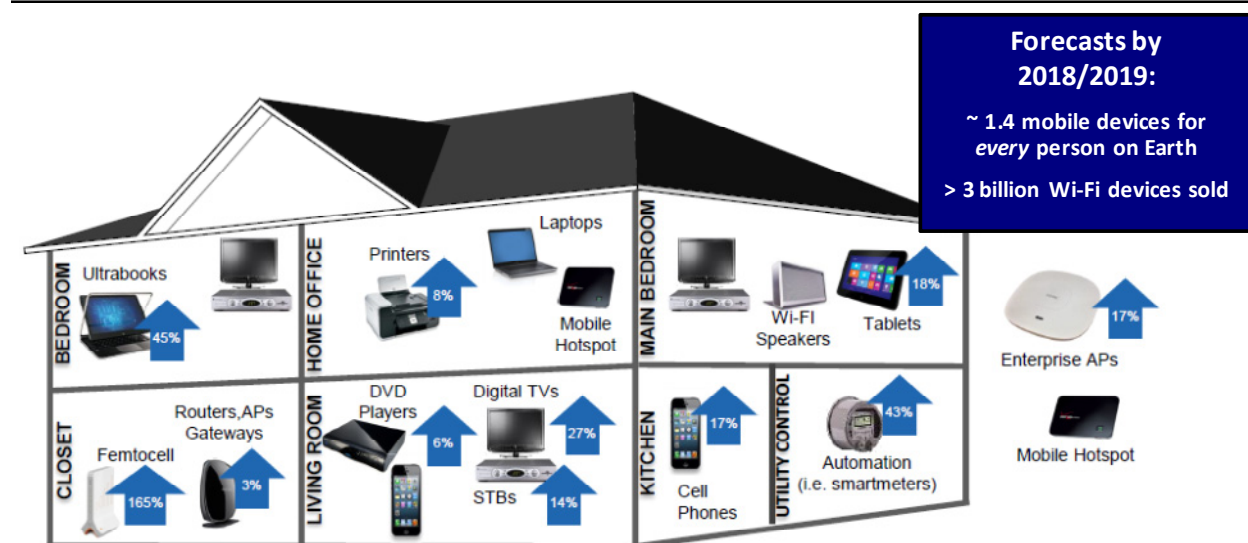 Forecasts by
2018/2019:
~ 1.4 mobile devices for
every person on Earth
> 3 billion Wi-Fi devices sold
BEDROOM
Ultrabooks
45%
HOME OFFICE
Printers
8%
Laptops
Mobile
Hotspot
MAIN BEDROOM
Wi-FI
Speakers
Tablets
18%
Enterprise APs
17%
Mobile Hotspot
CLOSET
Femtocell
165%
Routers,APs
Gateways
3%
LIVING ROOM
DVD
Players
6%
Digital TVs
27%
STBs
14%
KITCHEN
17%
Cell
Phones
UTILITY CONTROL
43%
Automation
(i.e. smartmeters)